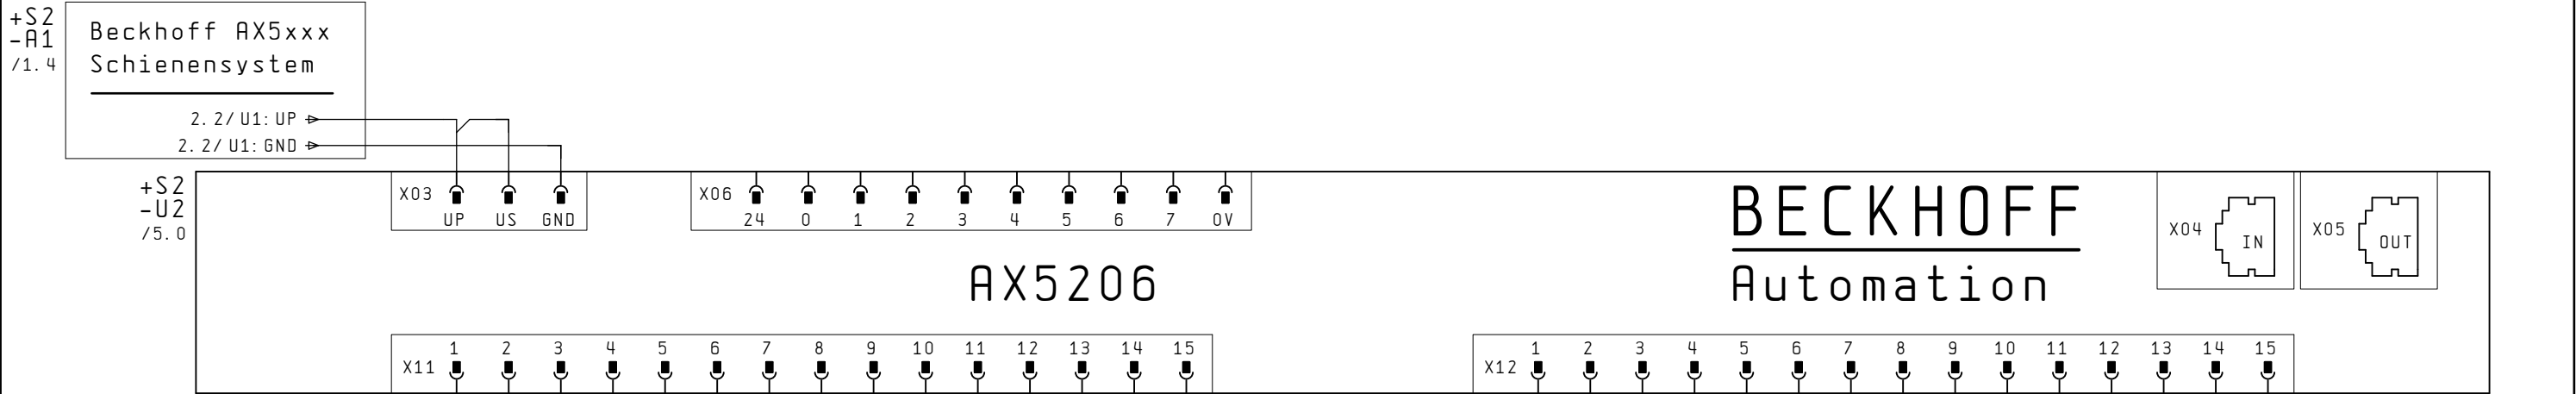 +S2
-A1
/1.4
Beckhoff AX5xxx
Schienensystem
2.2/U1:UP
2.2/U1:GND
+S2
-U2
/5.0
X03
UP US GND
X06
24 0 1 2 3 4 5 6 7 0V
BECKHOFF
Automation
X04
IN
X05
OUT
AX5206
1 2 3 4 5 6 7 8 9 10 11 12 13 14 15
X11
1 2 3 4 5 6 7 8 9 10 11 12 13 14 15
X12